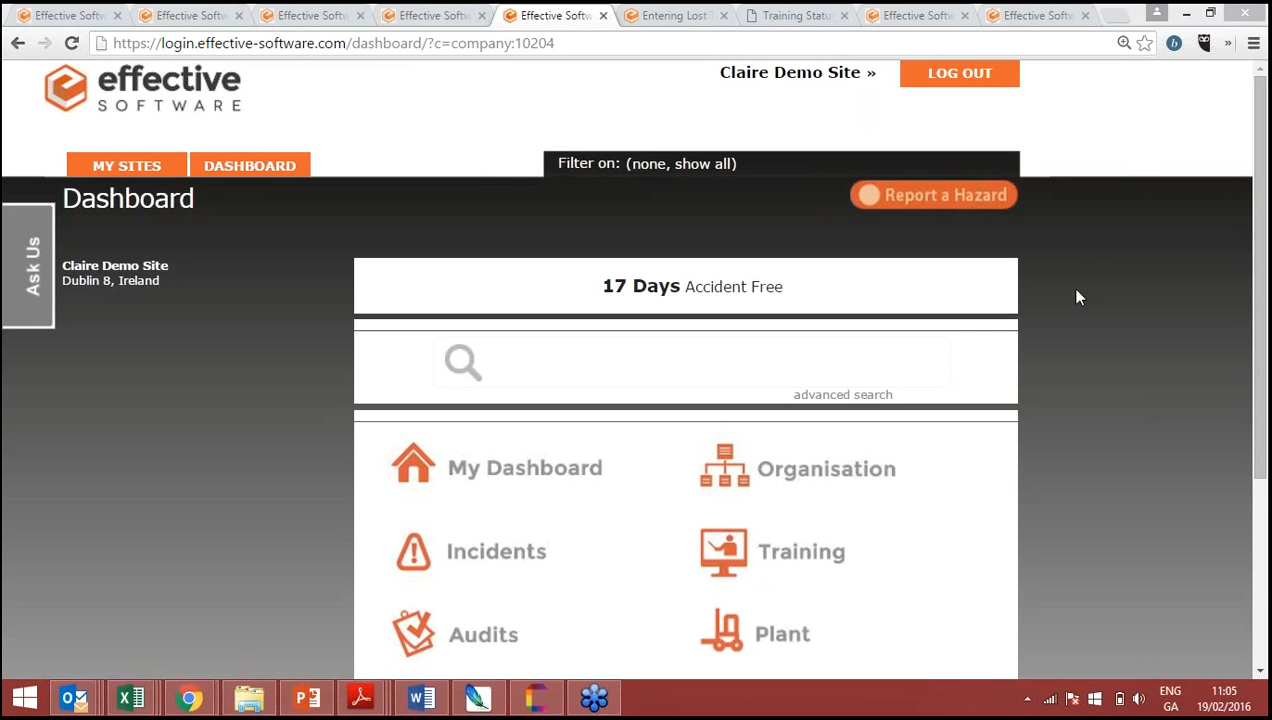 Effective Softw
Effective Softwa
Effective Softw
Effective Softw
Effective Softw
Entering Lost T
Training Statu
Effective Softw
Effective Softw
https://login.effective-software.com/dashboard/?c=company:10204
effective
SOFTWARE
Claire Demo Site »
LOG OUT
MY SITES
DASHBOARD
Filter on: (none, show all)
Dashboard
Report a Hazard
Ask Us
Claire Demo Site
Dublin 8, Ireland
17 Days Accident Free
advanced search
My Dashboard
Organisation
Incidents
Training
Audits
Plant
ENG
GA
11:05
19/02/2016